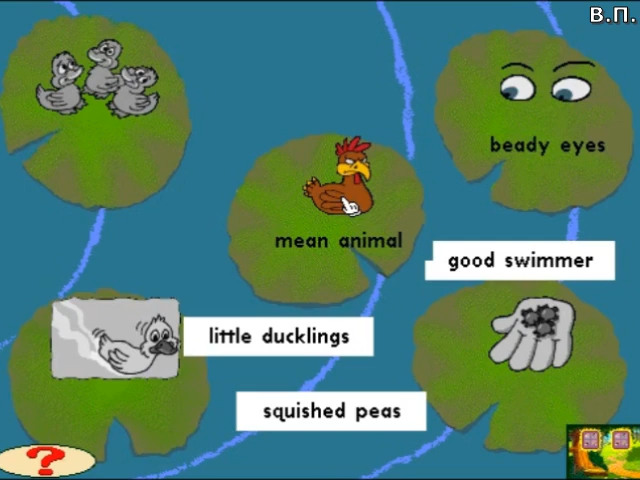 В.П.
beady eyes
mean animal
good swimmer
little ducklings
squished peas
?